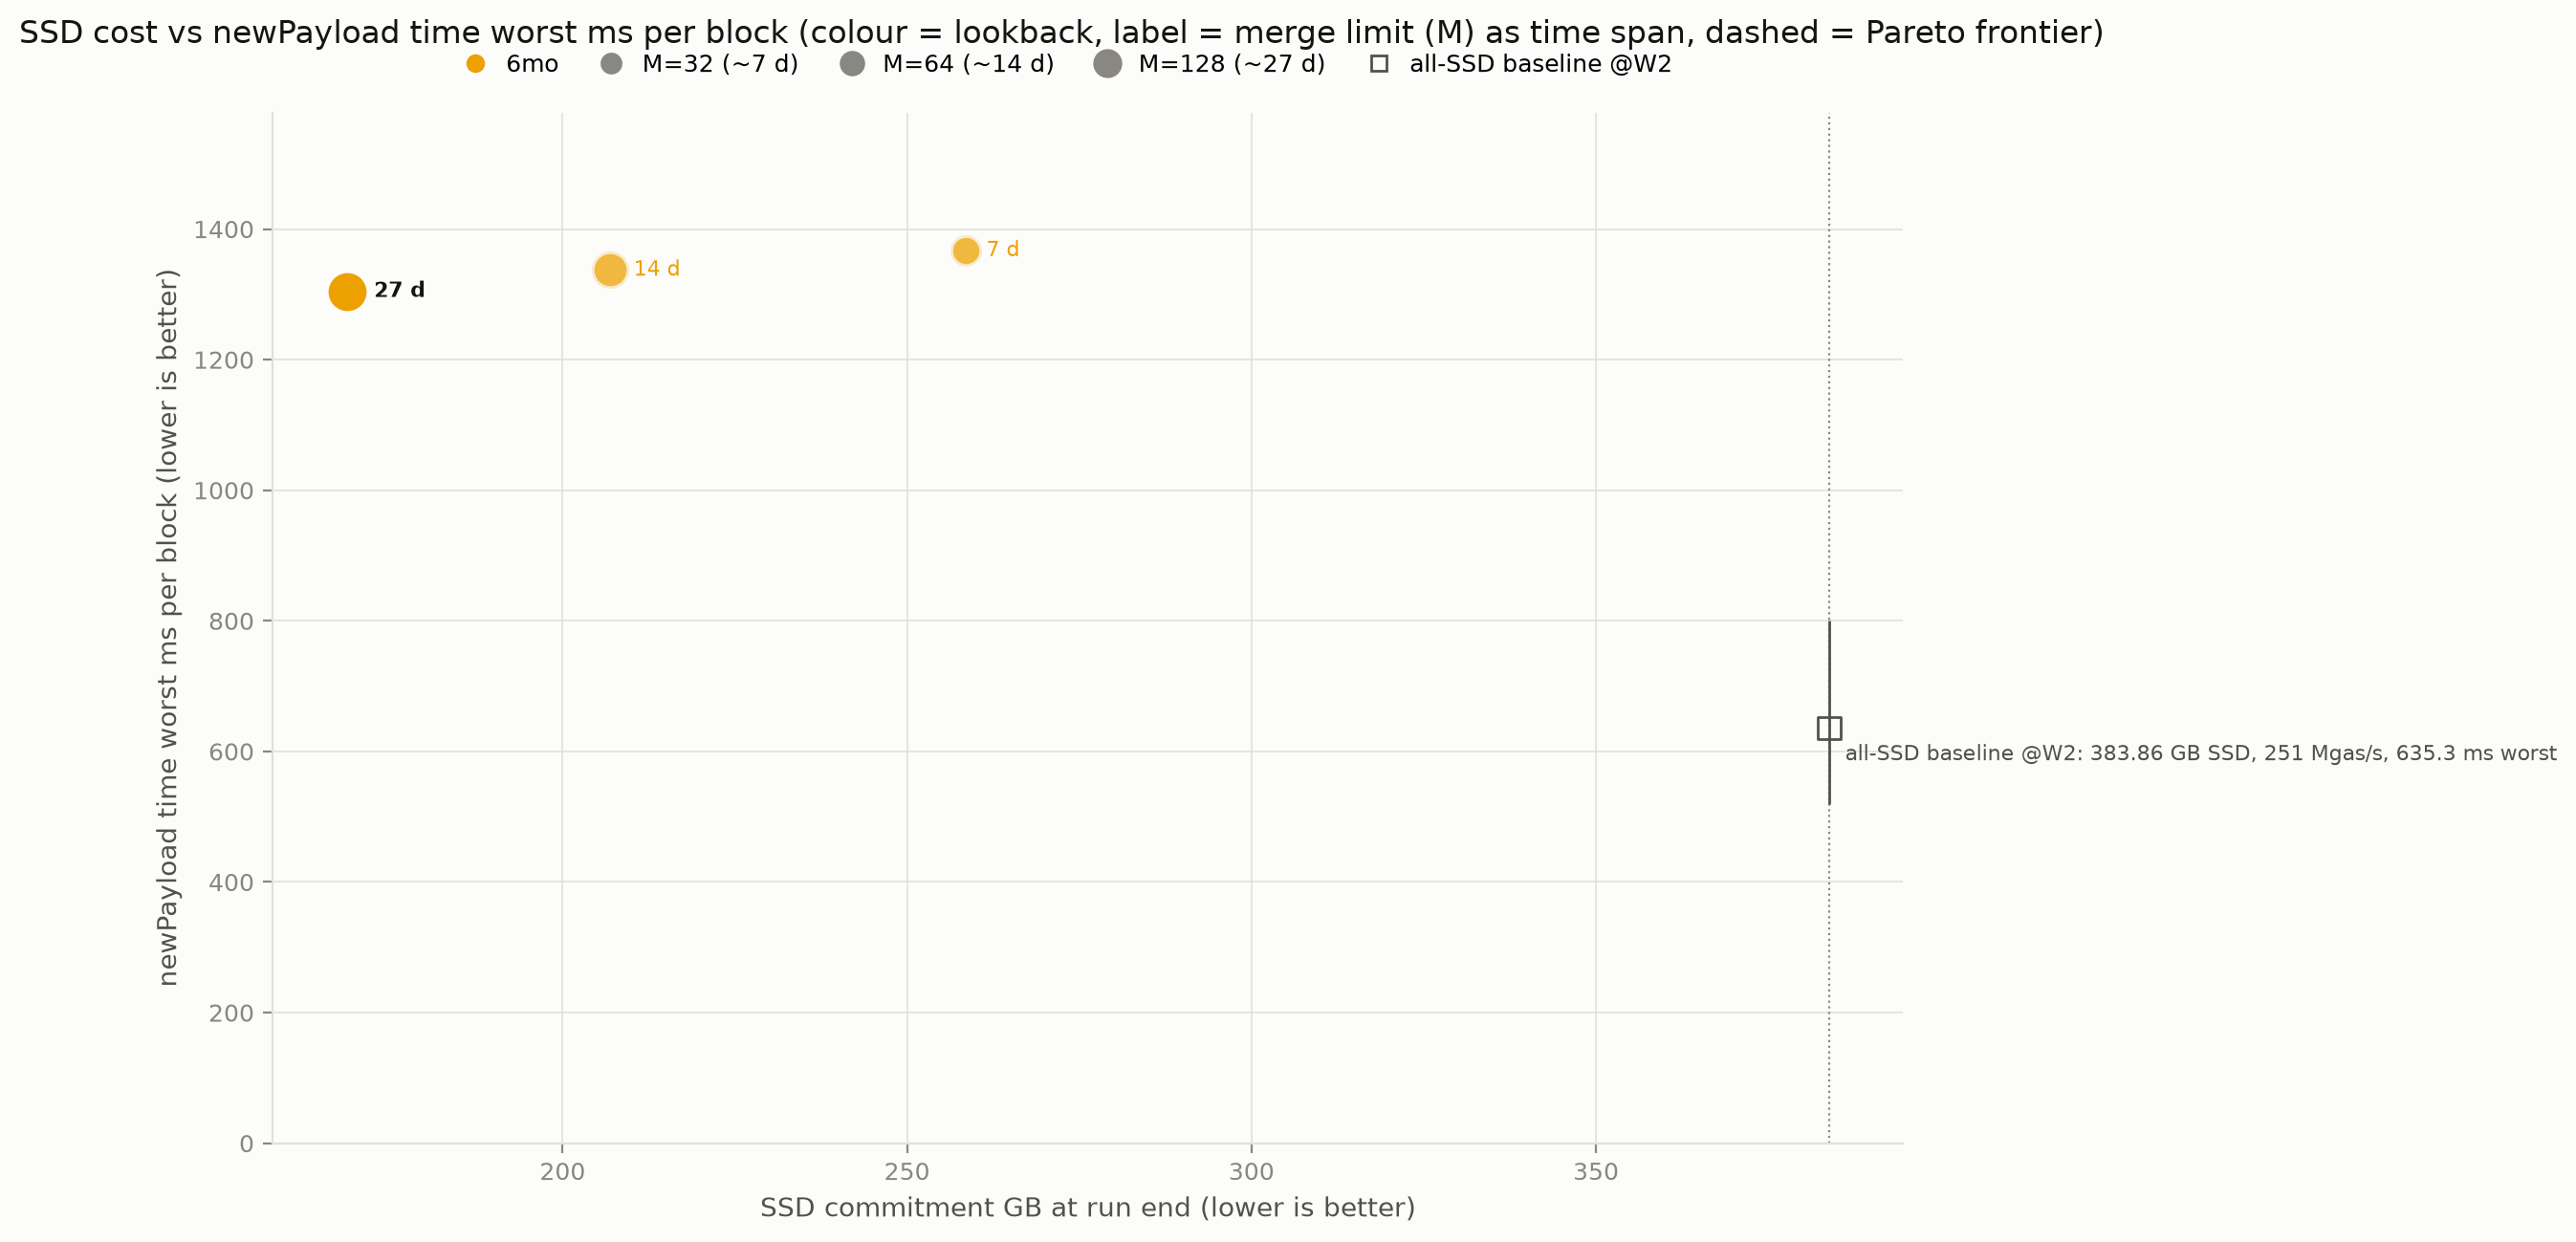 SSD cost vs newPayload time worst ms per block (colour = lookback, label = merge limit (M) as time span, dashed = Pareto frontier)
6mo
M=32 (~7 d)
M=64 (~14 d)
M=128 (~27 d)
all-SSD baseline @W2
newPayload time worst ms per block (lower is better)
1400
1200
1000
800
600
400
200
0
27 d
14 d
7 d
all-SSD baseline @W2: 383.86 GB SSD, 251 Mgas/s, 635.3 ms worst
200
250
300
350
SSD commitment GB at run end (lower is better)